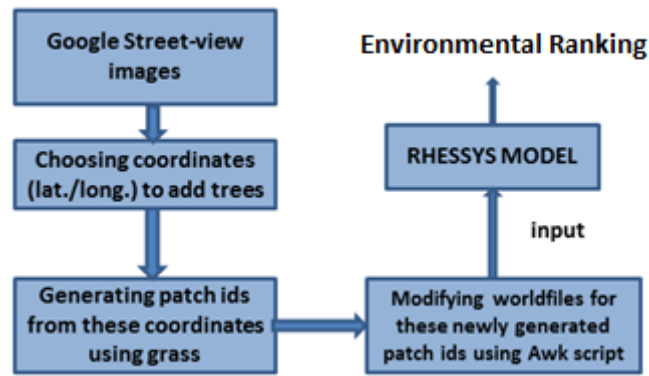 Google Street-view
images
Choosing coordinates
(lat./long.) to add trees
Generating patch ids
from these coordinates
using grass
Modifying worldfiles for
these newly generated
patch ids using Awk script
input
RHESSYS MODEL
Environmental Ranking